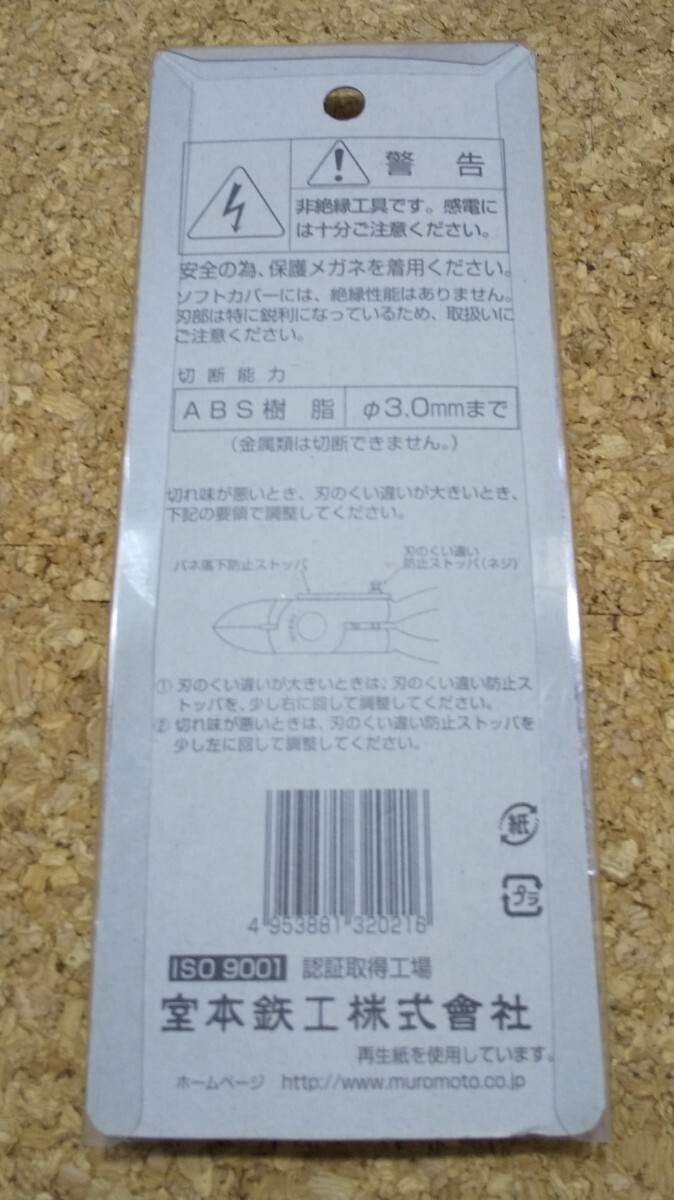 警 告
非絶縁工具です。感電に
は十分ご注意ください。
安全の為、保護メガネを着用ください。
ソフトカバーには、絶縁性能はありません。
刃部は特に鋭利になっているため、取扱いに
ご注意ください。
切断能力
ABS樹 脂 φ3.0mmまで
(金属類は切断できません。)
切れ味が悪いとき、刃のくい違いが大きいとき、
下記の要領で調整してください。
バネ落下防止ストッパ
刃のくい違い
防止ストッパ(ネジ)
① 刃のくい違いが大きいときは、刃のくい違い防止ス
トッパを、少し右に回して調整してください。
② 切れ味が悪いときは、刃のくい違い防止ストッパを
少し左に回して調整してください。
紙
プラ
4 953881 320216
ISO 9001 認証取得工場
室本鉄工株式會社
再生紙を使用しています。
ホームページ http://www.muromoto.co.jp